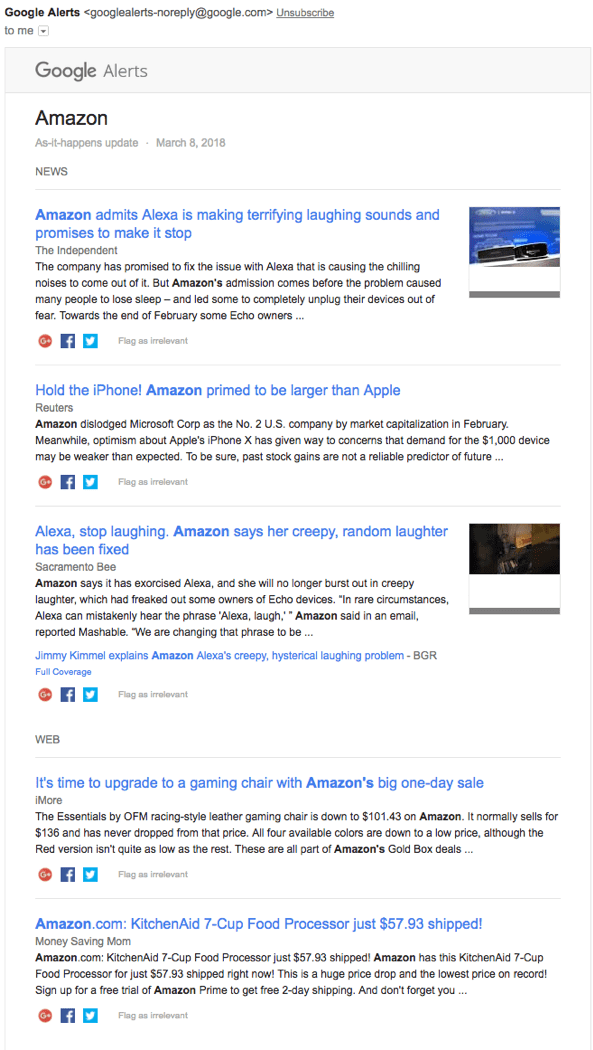 Google Alerts <googlealerts-noreply@google.com> Unsubscribe
to me
Google Alerts
Amazon
As-it-happens update · March 8, 2018
NEWS
Amazon admits Alexa is making terrifying laughing sounds and
promises to make it stop
The Independent
The company has promised to fix the issue with Alexa that is causing the chilling
noises to come out of it. But Amazon's admission comes before the problem caused
many people to lose sleep – and led some to completely unplug their devices out of
fear. Towards the end of February some Echo owners ...
Flag as irrelevant
Hold the iPhone! Amazon primed to be larger than Apple
Reuters
Amazon dislodged Microsoft Corp as the No. 2 U.S. company by market capitalization in February.
Meanwhile, optimism about Apple's iPhone X has given way to concerns that demand for the $1,000 device
may be weaker than expected. To be sure, past stock gains are not a reliable predictor of future ...
Flag as irrelevant
Alexa, stop laughing. Amazon says her creepy, random laughter
has been fixed
Sacramento Bee
Amazon says it has exorcised Alexa, and she will no longer burst out in creepy
laughter, which had freaked out some owners of Echo devices. “In rare circumstances,
Alexa can mistakenly hear the phrase 'Alexa, laugh,' ” Amazon said in an email,
reported Mashable. “We are changing that phrase to be ...
Jimmy Kimmel explains Amazon Alexa's creepy, hysterical laughing problem - BGR
Full Coverage
Flag as irrelevant
WEB
It's time to upgrade to a gaming chair with Amazon's big one-day sale
iMore
The Essentials by OFM racing-style leather gaming chair is down to $101.43 on Amazon. It normally sells for
$136 and has never dropped from that price. All four available colors are down to a low price, although the
Red version isn't quite as low as the rest. These are all part of Amazon's Gold Box deals ...
Flag as irrelevant
Amazon.com: KitchenAid 7-Cup Food Processor just $57.93 shipped!
Money Saving Mom
Amazon.com: KitchenAid 7-Cup Food Processor just $57.93 shipped! Amazon has this KitchenAid 7-Cup
Food Processor for just $57.93 shipped right now! This is a huge price drop and the lowest price on record!
Sign up for a free trial of Amazon Prime to get free 2-day shipping. And don't forget you ...
Flag as irrelevant